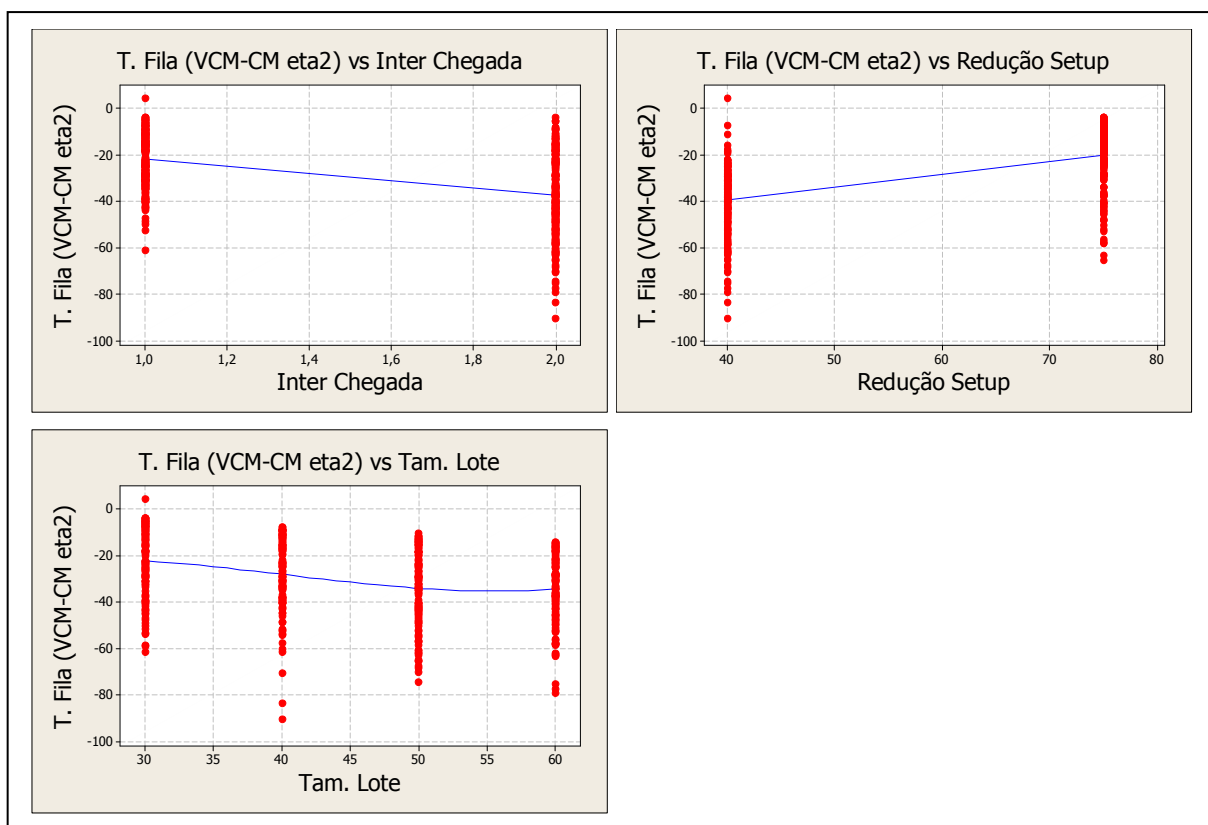 T. Fila (VCM-CM eta2) vs Inter Chegada
T. Fila (VCM-CM eta2)
0
-20
-40
-60
-80
-100
1,0 1,2 1,4 1,6 1,8 2,0
Inter Chegada
T. Fila (VCM-CM eta2) vs Redução Setup
T. Fila (VCM-CM eta2)
0
-20
-40
-60
-80
-100
40 50 60 70 80
Redução Setup
T. Fila (VCM-CM eta2) vs Tam. Lote
T. Fila (VCM-CM eta2)
0
-20
-40
-60
-80
-100
30 35 40 45 50 55 60
Tam. Lote